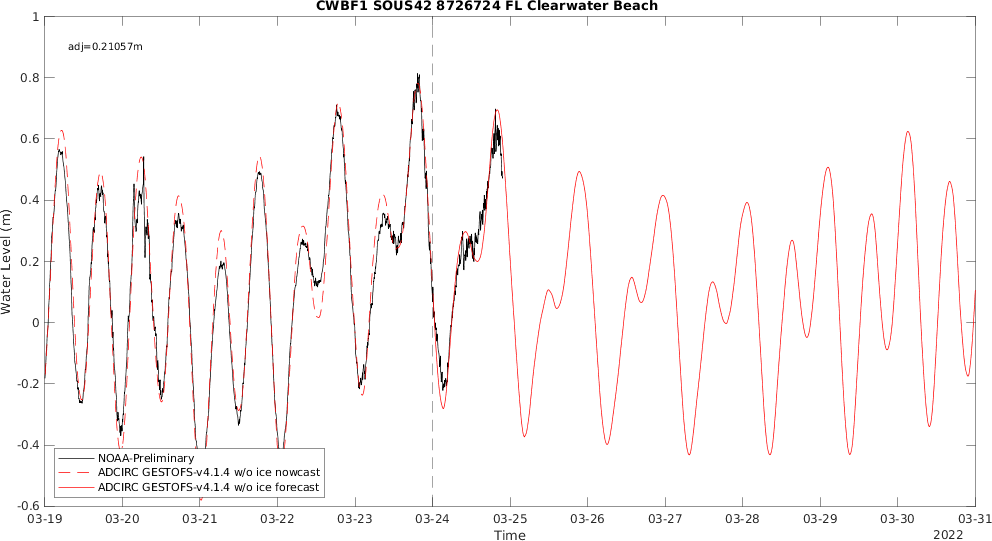 CWBF1 SOUS42 8726724 FL Clearwater Beach
adj=0.21057m
Water Level (m)
1
0.8
0.6
0.4
0.2
0
-0.2
-0.4
-0.6
NOAA-Preliminary
ADCIRC GESTOFS-v4.1.4 w/o ice nowcast
ADCIRC GESTOFS-v4.1.4 w/o ice forecast
03-19 03-20 03-21 03-22 03-23 03-24 03-25 03-26 03-27 03-28 03-29 03-30 03-31
Time
2022